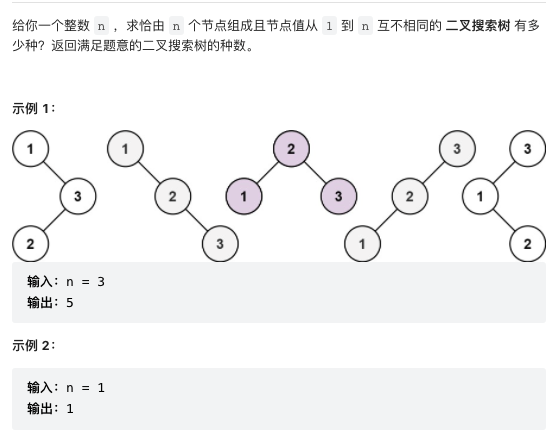 给你一个整数 n ，求恰由 n 个节点组成且节点值从 1 到 n 互不相同的 二叉搜索树 有多
少种？返回满足题意的二叉搜索树的种数。
示例 1：
1 1 2 3 3
3 2 1 3 2 1
2 3 1 2
输入：n = 3
输出：5
示例 2：
输入：n = 1
输出：1